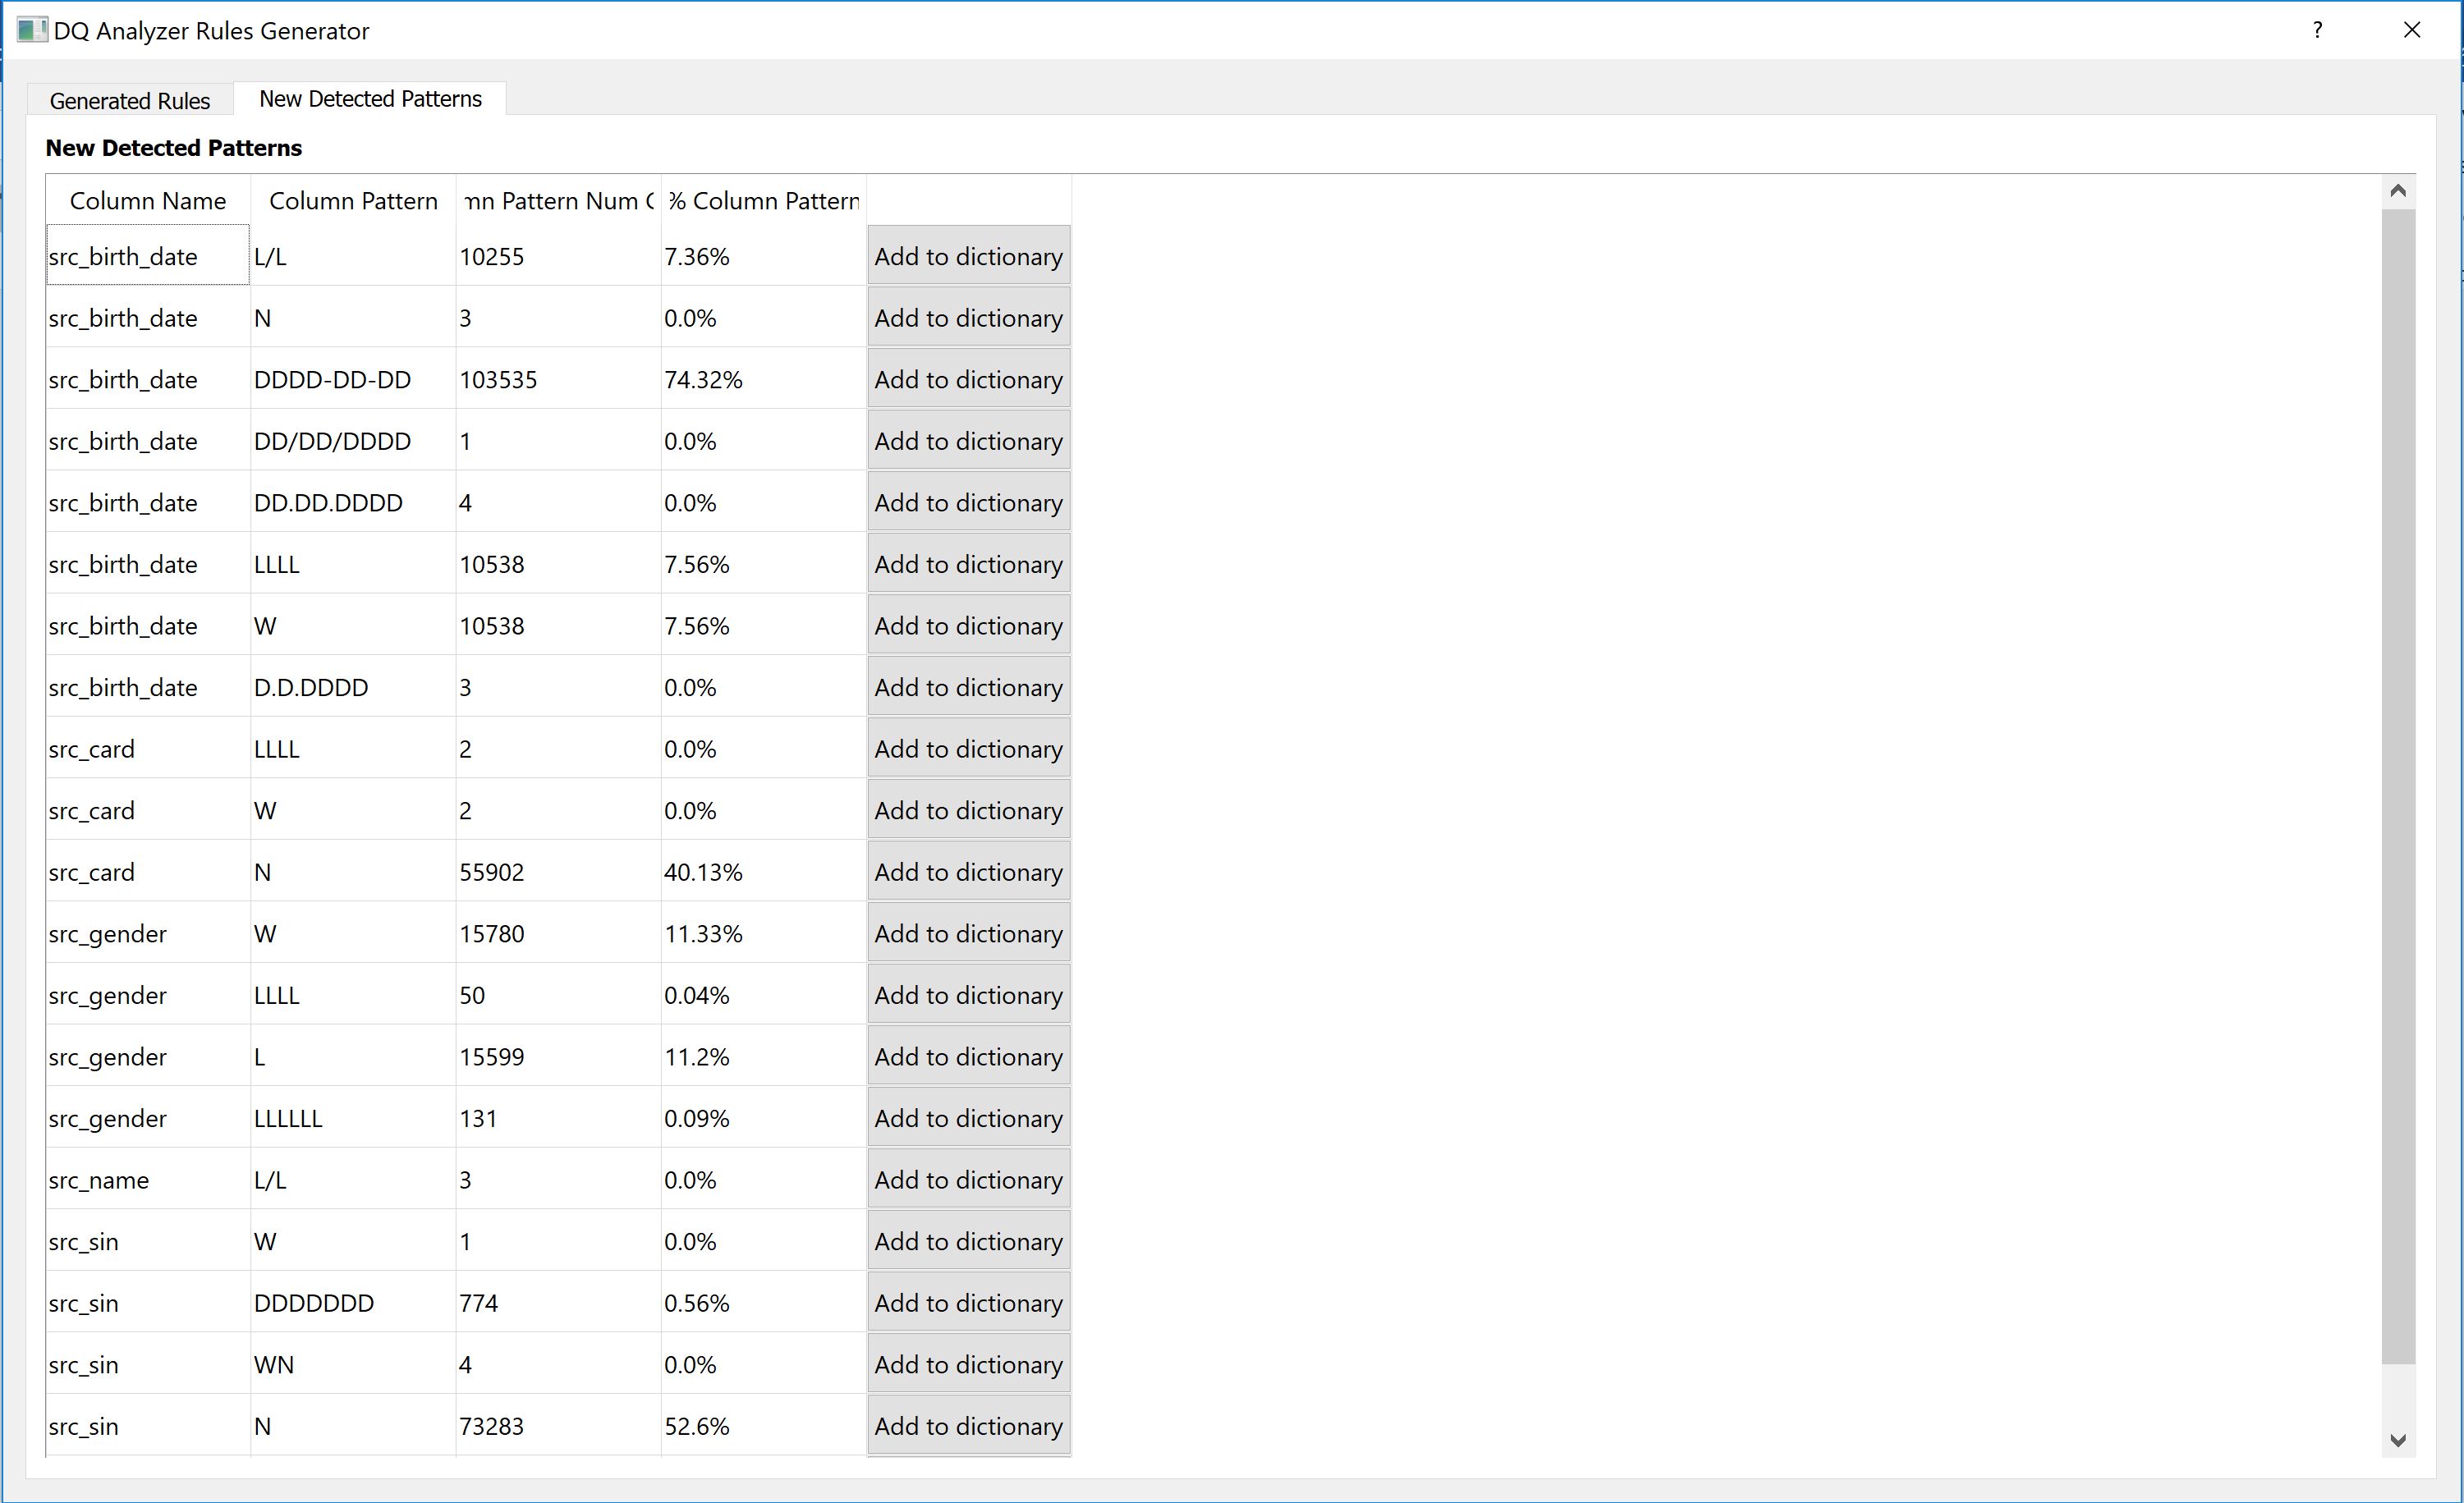 DQ Analyzer Rules Generator ?
Generated Rules New Detected Patterns
New Detected Patterns
Column Name Column Pattern mn Pattern Num C % Column Pattern
src_birth_date L/L 10255 7.36% Add to dictionary
src_birth_date N 3 0.0% Add to dictionary
src_birth_date DDDD-DD-DD 103535 74.32% Add to dictionary
src_birth_date DD/DD/DDDD 1 0.0% Add to dictionary
src_birth_date DD.DD.DDDD 4 0.0% Add to dictionary
src_birth_date LLLL 10538 7.56% Add to dictionary
src_birth_date W 10538 7.56% Add to dictionary
src_birth_date D.D.DDDD 3 0.0% Add to dictionary
src_card LLLL 2 0.0% Add to dictionary
src_card W 2 0.0% Add to dictionary
src_card N 55902 40.13% Add to dictionary
src_gender W 15780 11.33% Add to dictionary
src_gender LLLL 50 0.04% Add to dictionary
src_gender L 15599 11.2% Add to dictionary
src_gender LLLLLL 131 0.09% Add to dictionary
src_name L/L 3 0.0% Add to dictionary
src_sin W 1 0.0% Add to dictionary
src_sin DDDDDDD 774 0.56% Add to dictionary
src_sin WN 4 0.0% Add to dictionary
src_sin N 73283 52.6% Add to dictionary